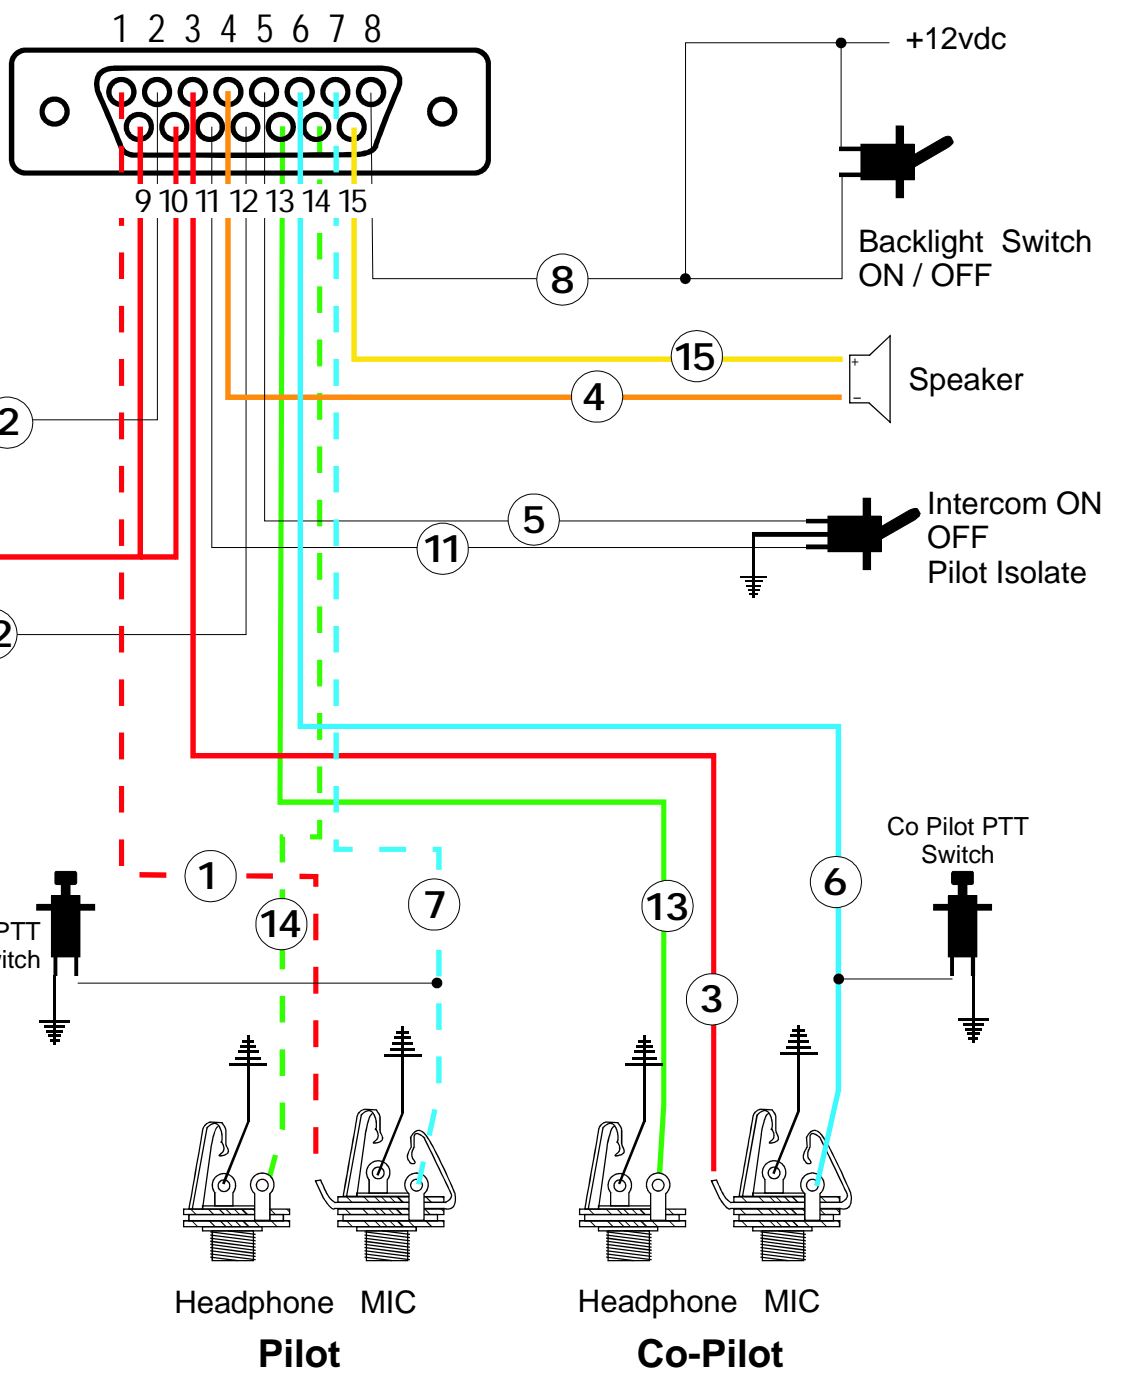 1 2 3 4 5 6 7 8
+12vdc
9 10 11 12 13 14 15
Backlight Switch
ON / OFF
8
15
+
Speaker
4
−
2
Intercom ON
5
OFF
11
Pilot Isolate
2
Co Pilot PTT
Switch
1
6
7
13
14
PTT
itch
3
Headphone MIC
Headphone MIC
Pilot
Co-Pilot